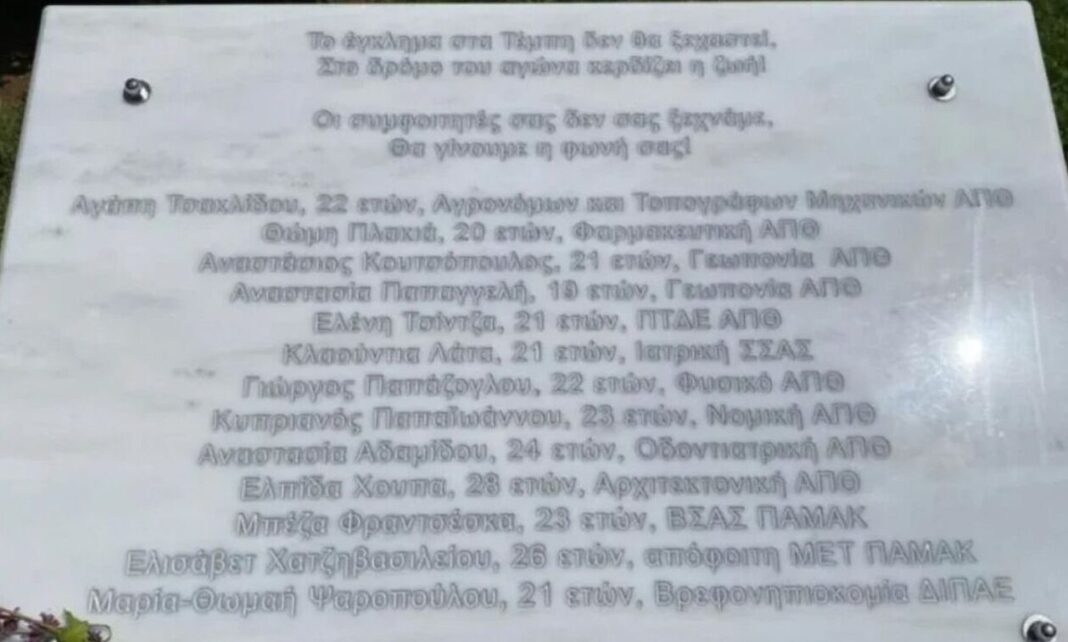 Το έγκλημα στα Τέμπη δεν θα ξεχαστεί,
Στο δρόμο του αγώνα κερδίζει η ζωή!
Οι συμφοιτητές σας δεν σας ξεχνάμε,
Θα γίνουμε η φωνή σας!
Αγάπη Τσακλίδου, 22 ετών, Αγρονόμων και Τοπογράφων Μηχανικών ΑΠΘ
Θώμη Πλακιά, 20 ετών, Φαρμακευτική ΑΠΘ
Αναστάσιος Κουτσόπουλος, 21 ετών, Γεωπονία ΑΠΘ
Αναστασία Παπαγγελή, 19 ετών, Γεωπονία ΑΠΘ
Ελένη Τσίντζα, 21 ετών, ΠΤΔΕ ΑΠΘ
Κλαούντια Λάτα, 21 ετών, Ιατρική ΣΣΑΣ
Γιώργος Παπάζογλου, 22 ετών, Φυσικό ΑΠΘ
Κυπριανός Παπαϊωάννου, 23 ετών, Νομική ΑΠΘ
Αναστασία Αδαμίδου, 24 ετών, Οδοντιατρική ΑΠΘ
Ελπίδα Χουπα, 28 ετών, Αρχιτεκτονική ΑΠΘ
Μπέζα Φραντσέσκα, 23 ετών, ΒΣΑΣ ΠΑΜΑΚ
Ελισάβετ Χατζηβασιλείου, 26 ετών, απόφοιτη ΜΕΤ ΠΑΜΑΚ
Μαρία-Θωμαή Ψαροπούλου, 21 ετών, Βρεφονηπιοκομία ΔΙΠΑΕ